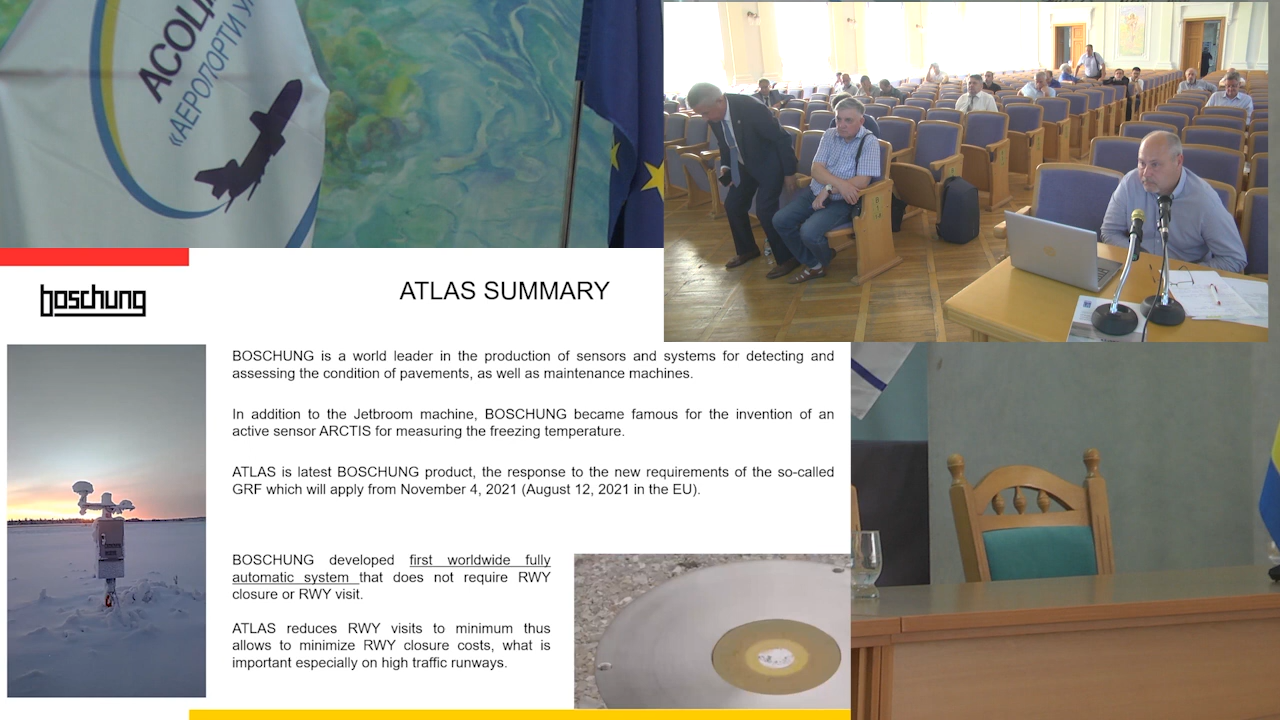 АСОЦІА
«АЕРОПОРТИ УК
boschung
ATLAS SUMMARY
BOSCHUNG is a world leader in the production of sensors and systems for detecting and
assessing the condition of pavements, as well as maintenance machines.
In addition to the Jetbroom machine, BOSCHUNG became famous for the invention of an
active sensor ARCTIS for measuring the freezing temperature.
ATLAS is latest BOSCHUNG product, the response to the new requirements of the so-called
GRF which will apply from November 4, 2021 (August 12, 2021 in the EU).
BOSCHUNG developed first worldwide fully
automatic system that does not require RWY
closure or RWY visit.
ATLAS reduces RWY visits to minimum thus
allows to minimize RWY closure costs, what is
important especially on high traffic runways.